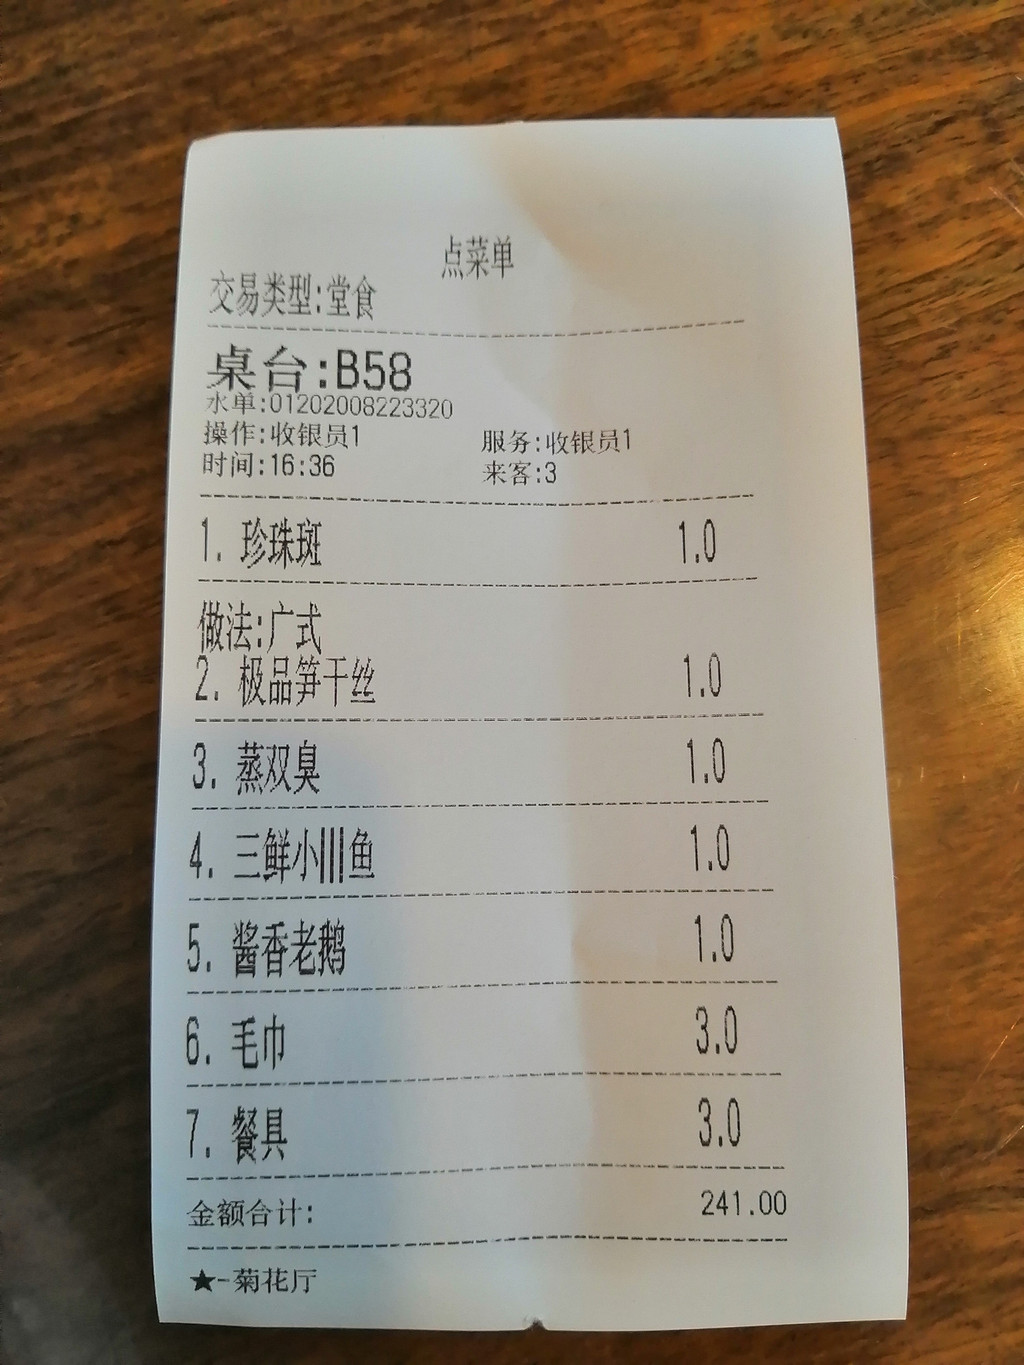 点菜单
交易类型:堂食
桌台:B58
水单:01202008223320
操作:收银员1 服务:收银员1
时间:16:36 来客:3
1. 珍珠斑 1.0
做法:广式
2. 极品笋干丝 1.0
3. 蒸双臭 1.0
4. 三鲜小川鱼 1.0
5. 酱香老鹅 1.0
6. 毛巾 3.0
7. 餐具 3.0
金额合计: 241.00
★-菊花厅